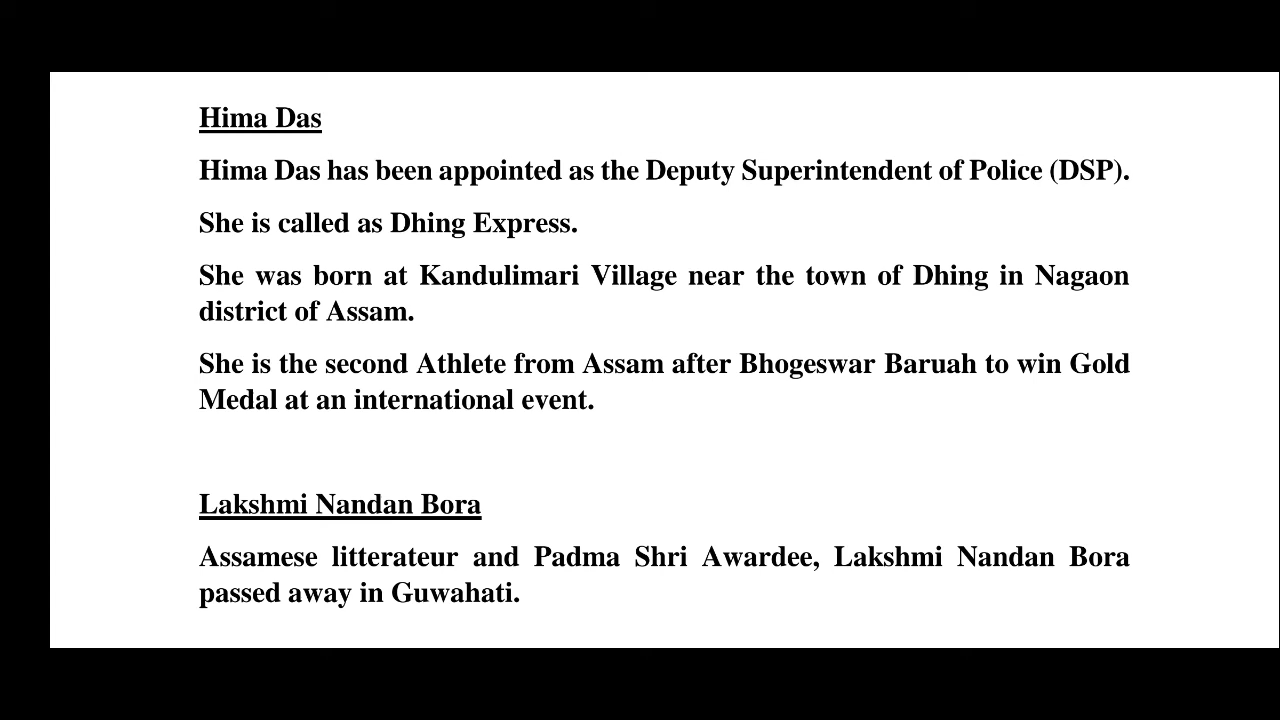 Hima Das
Hima Das has been appointed as the Deputy Superintendent of Police (DSP).
She is called as Dhing Express.
She was born at Kandulimari Village near the town of Dhing in Nagaon
district of Assam.
She is the second Athlete from Assam after Bhogeswar Baruah to win Gold
Medal at an international event.
Lakshmi Nandan Bora
Assamese litterateur and Padma Shri Awardee, Lakshmi Nandan Bora
passed away in Guwahati.